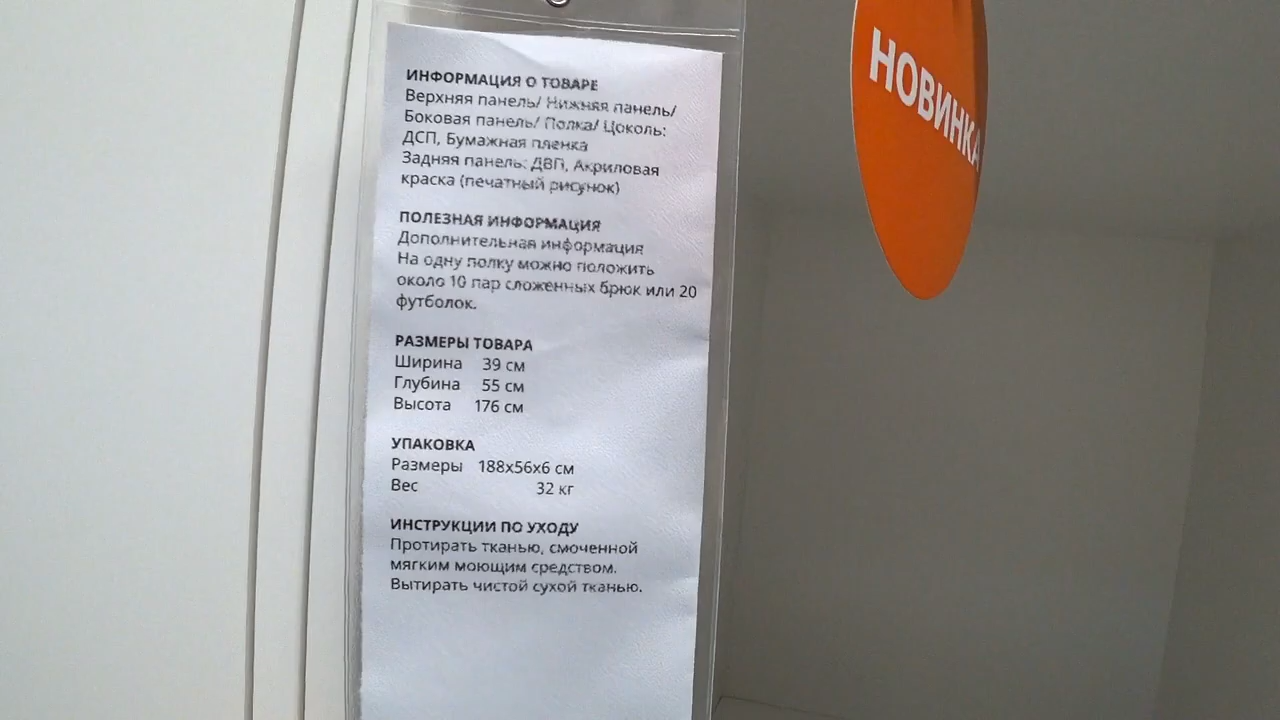 ИНФОРМАЦИЯ О ТОВАРЕ
Верхняя панель/ Нижняя панель/
Боковая панель/ Полка/ Цоколь:
ДСП, Бумажная пленка
Задняя панель: ДВП, Акриловая
краска (печатный рисунок)
ПОЛЕЗНАЯ ИНФОРМАЦИЯ
Дополнительная информация
На одну полку можно положить
около 10 пар сложенных брюк или 20
футболок.
РАЗМЕРЫ ТОВАРА
Ширина 39 см
Глубина 55 см
Высота 176 см
УПАКОВКА
Размеры 188x56x6 см
Вес 32 кг
ИНСТРУКЦИИ ПО УХОДУ
Протирать тканью, смоченной
мягким моющим средством.
Вытирать чистой сухой тканью.
НОВИНКА